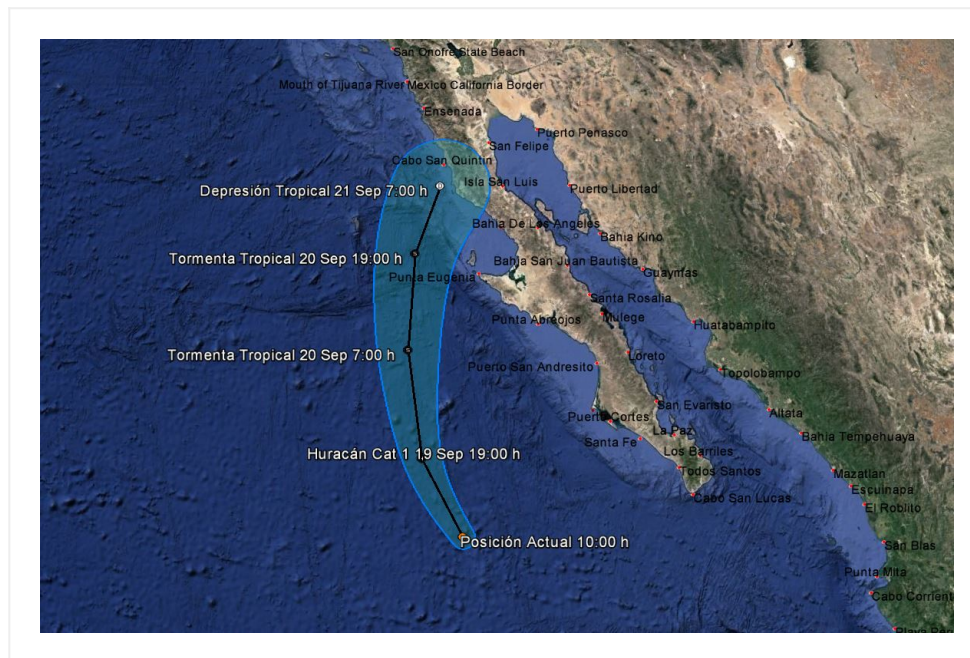 San Onofre State Beach
Mouth of Tijuana River Mexico California Border
Ensenada
Puerto Penasco
San Felipe
Cabo San Quintin
Isla San Luis
Depresión Tropical 21 Sep 7:00 h
Puerto Libertad
Bahia De Los Angeles
Bahia Kino
Tormenta Tropical 20 Sep 19:00 h
Bahia San Juan Bautista
Punta Eugenia
Guaymas
Santa Rosalia
Punta Abreojos
Mulege
Huatabampito
Tormenta Tropical 20 Sep 7:00 h
Loreto
Puerto San Andresito
Topolobampo
San Evaristo
Puerto Cortes
Altata
La Paz
Bahia Tempehuaya
Santa Fe
Huracán Cat 1 19 Sep 19:00 h
Los Barriles
Todos Santos
Mazatlan
Escuinapa
Cabo San Lucas
El Roblito
Posición Actual 10:00 h
San Blas
Punta Mita
Cabo Corrient